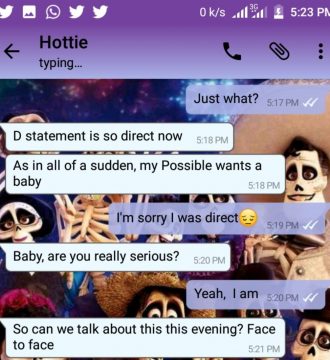 0 k/s 3G 5:23 PM
Hottie
typing...
Just what? 5:17 PM
D statement is so direct now 5:18 PM
As in all of a sudden, my Possible wants a
baby 5:18 PM
I'm sorry I was direct😔 5:19 PM
Baby, are you really serious? 5:20 PM
Yeah, I am 5:20 PM
So can we talk about this this evening? Face
to face 5:21 PM